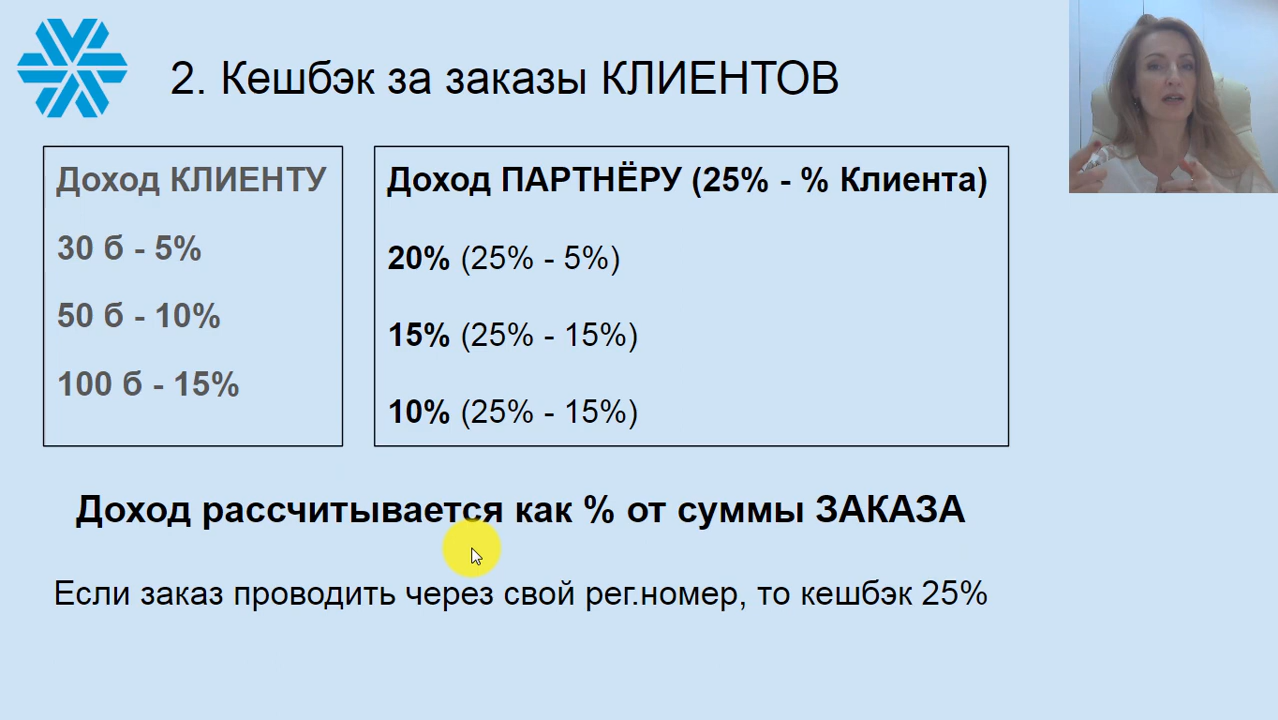 2. Кешбэк за заказы КЛИЕНТОВ
Доход КЛИЕНТУ
30 б - 5%
50 б - 10%
100 б - 15%
Доход ПАРТНЁРУ (25% - % Клиента)
20% (25% - 5%)
15% (25% - 15%)
10% (25% - 15%)
Доход рассчитывается как % от суммы ЗАКАЗА
Если заказ проводить через свой рег.номер, то кешбэк 25%